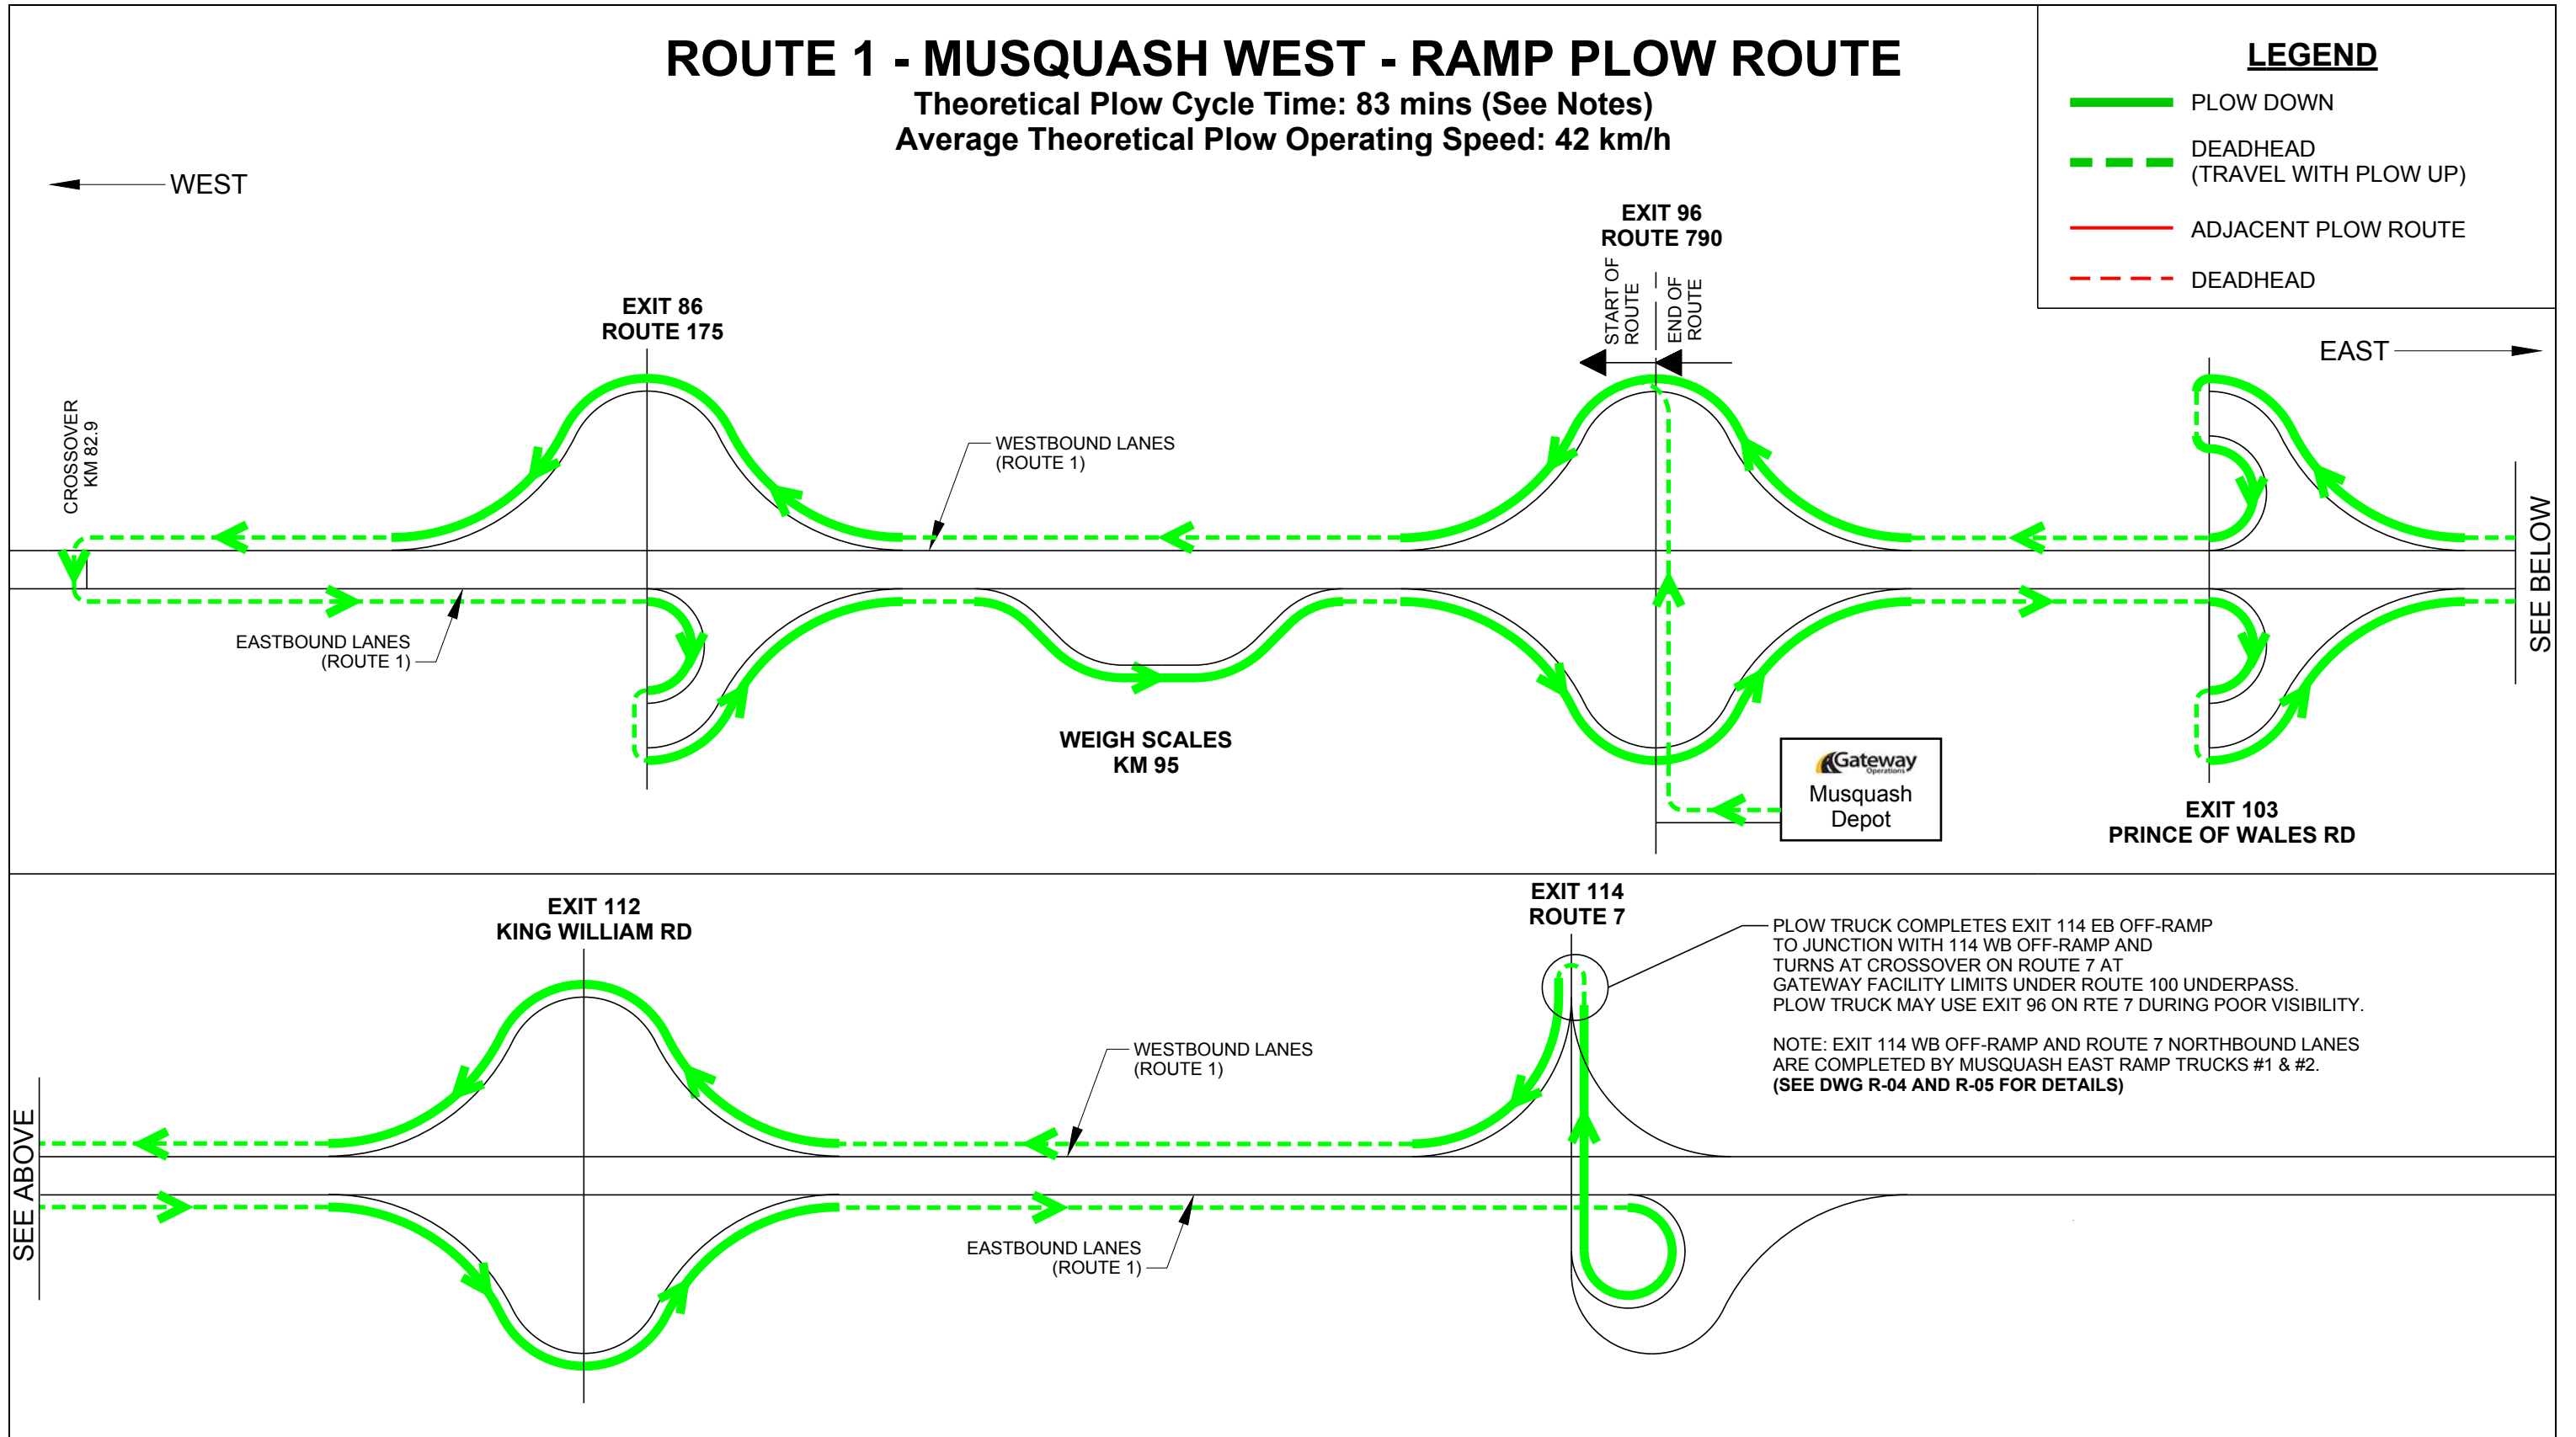 ROUTE 1 - MUSQUASH WEST - RAMP PLOW ROUTE
Theoretical Plow Cycle Time: 83 mins (See Notes)
Average Theoretical Plow Operating Speed: 42 km/h
LEGEND
PLOW DOWN
DEADHEAD
(TRAVEL WITH PLOW UP)
ADJACENT PLOW ROUTE
DEADHEAD
WEST
EAST
EXIT 96
ROUTE 790
START OF
ROUTE
END OF
ROUTE
EXIT 86
ROUTE 175
CROSSOVER
KM 82.9
WESTBOUND LANES
(ROUTE 1)
EASTBOUND LANES
(ROUTE 1)
WEIGH SCALES
KM 95
Gateway
Operations
Musquash
Depot
EXIT 103
PRINCE OF WALES RD
SEE BELOW
EXIT 112
KING WILLIAM RD
EXIT 114
ROUTE 7
PLOW TRUCK COMPLETES EXIT 114 EB OFF-RAMP
TO JUNCTION WITH 114 WB OFF-RAMP AND
TURNS AT CROSSOVER ON ROUTE 7 AT
GATEWAY FACILITY LIMITS UNDER ROUTE 100 UNDERPASS.
PLOW TRUCK MAY USE EXIT 96 ON RTE 7 DURING POOR VISIBILITY.
NOTE: EXIT 114 WB OFF-RAMP AND ROUTE 7 NORTHBOUND LANES
ARE COMPLETED BY MUSQUASH EAST RAMP TRUCKS #1 & #2.
(SEE DWG R-04 AND R-05 FOR DETAILS)
WESTBOUND LANES
(ROUTE 1)
EASTBOUND LANES
(ROUTE 1)
SEE ABOVE